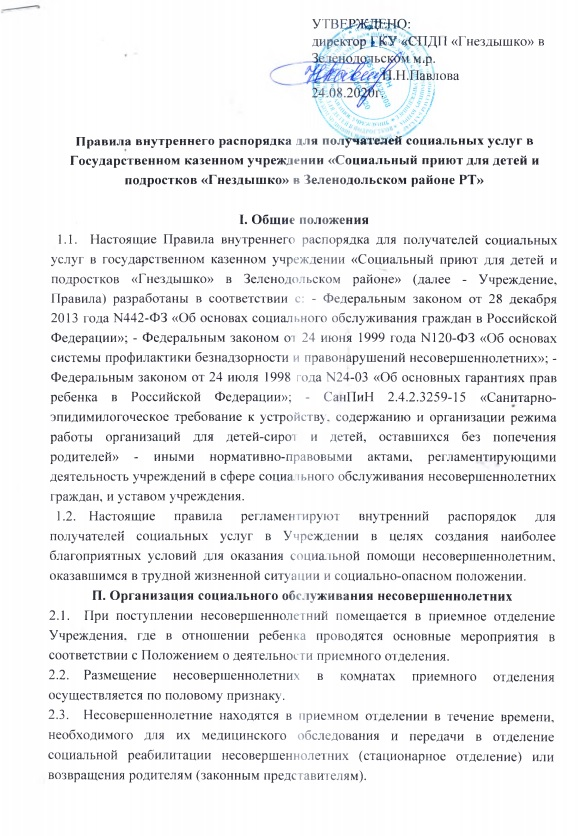 УТВЕРЖДЕНО:
директор ГКУ «СПДП «Гнездышко» в
Зеленодольском м.р.
Н.Н.Павлова
24.08.2020г.
Правила внутреннего распорядка для получателей социальных услуг в
Государственном казенном учреждении «Социальный приют для детей и
подростков «Гнездышко» в Зеленодольском районе РТ»
I. Общие положения
1.1. Настоящие Правила внутреннего распорядка для получателей социальных
услуг в государственном казенном учреждении «Социальный приют для детей и
подростков «Гнездышко» в Зеленодольском районе» (далее - Учреждение,
Правила) разработаны в соответствии с: - Федеральным законом от 28 декабря
2013 года N442-ФЗ «Об основах социального обслуживания граждан в Российской
Федерации»; - Федеральным законом от 24 июня 1999 года N120-ФЗ «Об основах
системы профилактики безнадзорности и правонарушений несовершеннолетних»; -
Федеральным законом от 24 июля 1998 года N24-03 «Об основных гарантиях прав
ребенка в Российской Федерации»; - СанПиН 2.4.2.3259-15 «Санитарно-
эпидимилогоческое требование к устройству, содержанию и организации режима
работы организаций для детей-сирот и детей, оставшихся без попечения
родителей» - иными нормативно-правовыми актами, регламентирующими
деятельность учреждений в сфере социального обслуживания несовершеннолетних
граждан, и уставом учреждения.
1.2. Настоящие правила регламентируют внутренний распорядок для
получателей социальных услуг в Учреждении в целях создания наиболее
благоприятных условий для оказания социальной помощи несовершеннолетним,
оказавшимся в трудной жизненной ситуации и социально-опасном положении.
П. Организация социального обслуживания несовершеннолетних
2.1. При поступлении несовершеннолетний помещается в приемное отделение
Учреждения, где в отношении ребенка проводятся основные мероприятия в
соответствии с Положением о деятельности приемного отделения.
2.2. Размещение несовершеннолетних в комнатах приемного отделения
осуществляется по половому признаку.
2.3. Несовершеннолетние находятся в приемном отделении в течение времени,
необходимого для их медицинского обследования и передачи в отделение
социальной реабилитации несовершеннолетних (стационарное отделение) или
возвращения родителям (законным представителям).